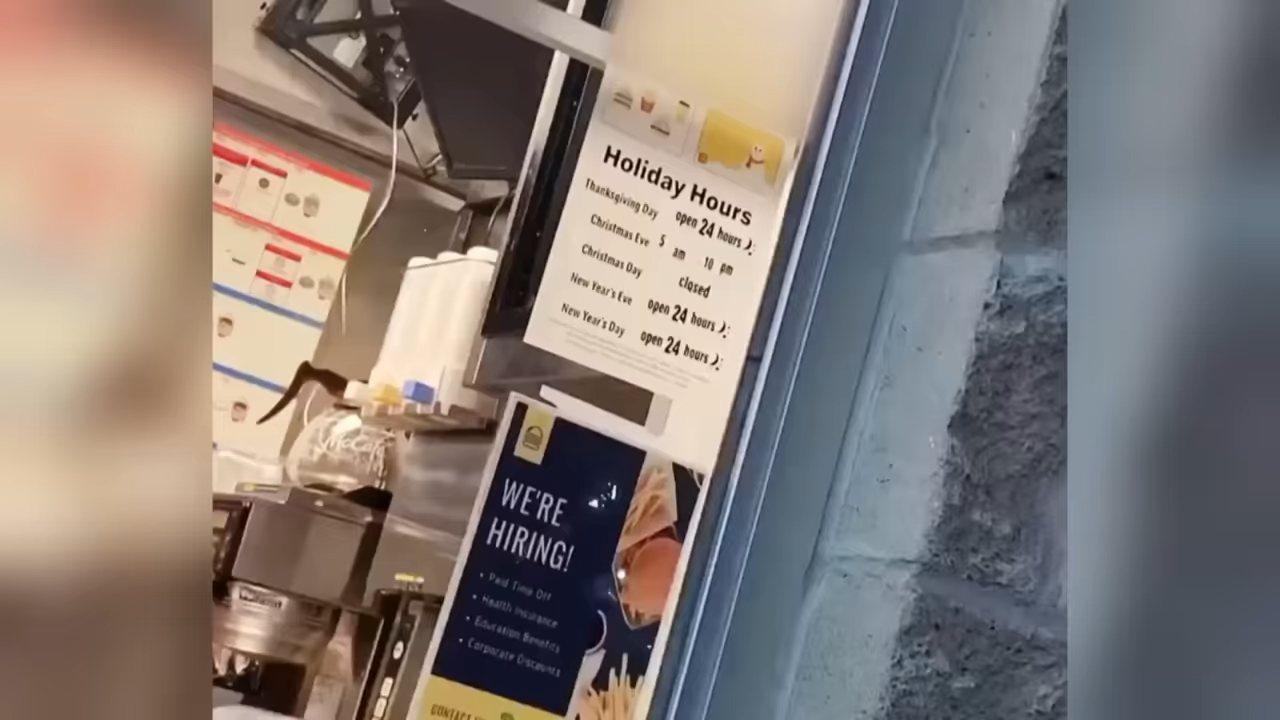 Holiday Hours
Thanksgiving Day open 24 hours
Christmas Eve 5 am 10 pm
Christmas Day closed
New Year's Eve open 24 hours
New Year's Day open 24 hours
McCafé
WE'RE
HIRING!
• Paid Time Off
• Health Insurance
• Education Benefits
• Corporate Discounts
CONTACT